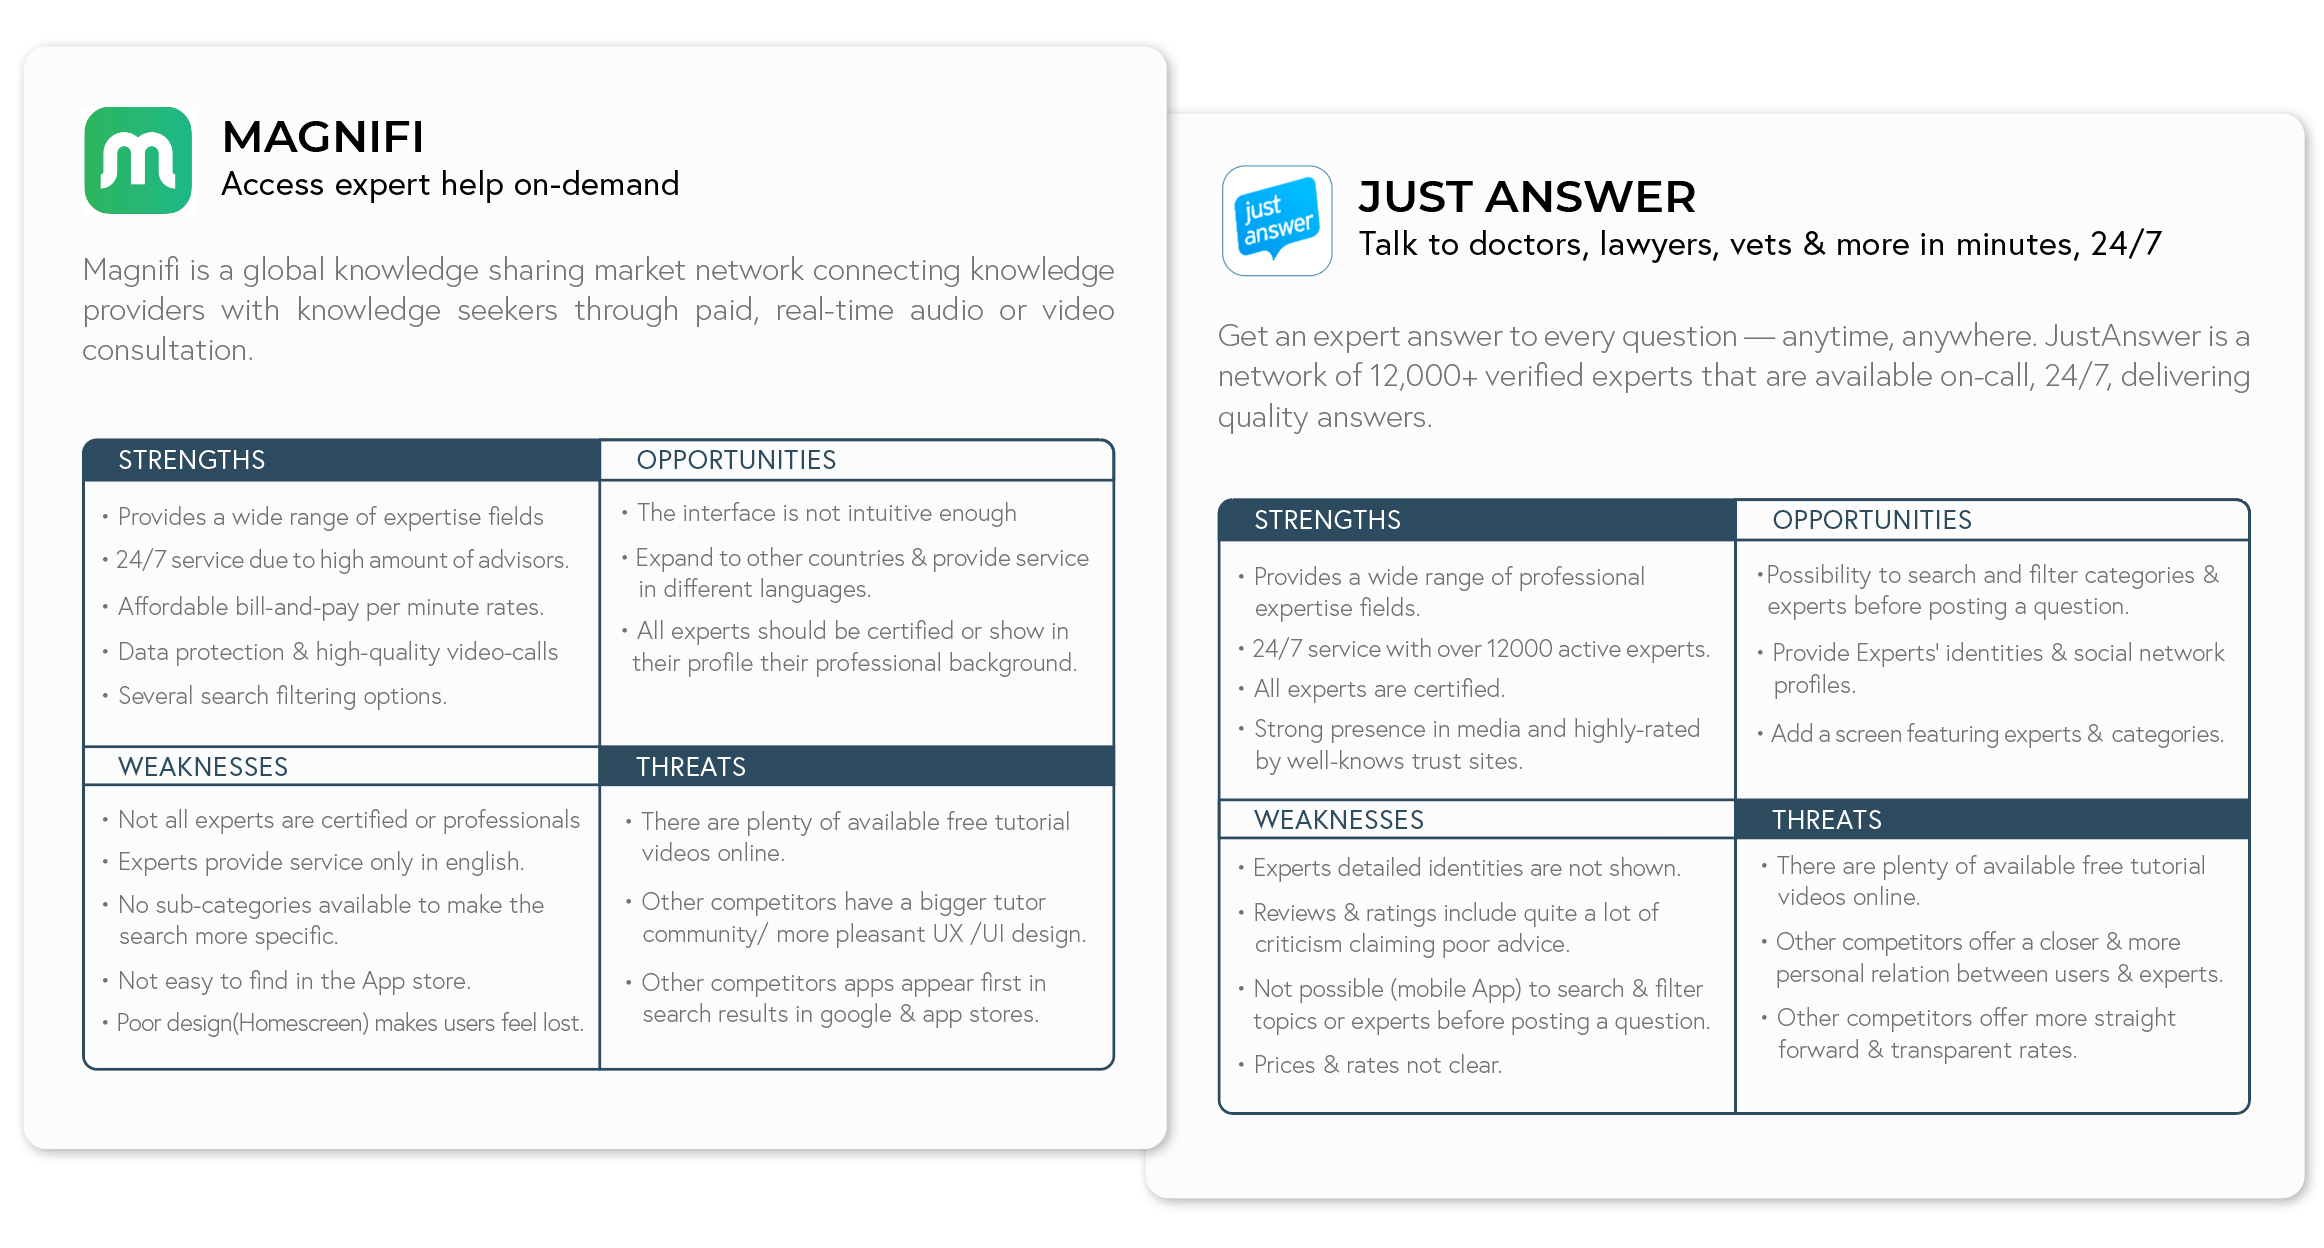 MAGNIFI
Access expert help on-demand
Magnifi is a global knowledge sharing market network connecting knowledge
providers with knowledge seekers through paid, real-time audio or video
consultation.
STRENGTHS
• Provides a wide range of expertise fields
• 24/7 service due to high amount of advisors.
• Affordable bill-and-pay per minute rates.
• Data protection & high-quality video-calls
• Several search filtering options.
OPPORTUNITIES
• The interface is not intuitive enough
• Expand to other countries & provide service
in different languages.
• All experts should be certified or show in
their profile their professional background.
WEAKNESSES
• Not all experts are certified or professionals
• Experts provide service only in english.
• No sub-categories available to make the
search more specific.
• Not easy to find in the App store.
• Poor design(Homescreen) makes users feel lost.
THREATS
• There are plenty of available free tutorial
videos online.
• Other competitors have a bigger tutor
community/ more pleasant UX /UI design.
• Other competitors apps appear first in
search results in google & app stores.
just
answer
JUST ANSWER
Talk to doctors, lawyers, vets & more in minutes, 24/7
Get an expert answer to every question — anytime, anywhere. JustAnswer is a
network of 12,000+ verified experts that are available on-call, 24/7, delivering
quality answers.
STRENGTHS
• Provides a wide range of professional
expertise fields.
• 24/7 service with over 12000 active experts.
• All experts are certified.
• Strong presence in media and highly-rated
by well-knows trust sites.
OPPORTUNITIES
•Possibility to search and filter categories &
experts before posting a question.
• Provide Experts' identities & social network
profiles.
• Add a screen featuring experts & categories.
WEAKNESSES
• Experts detailed identities are not shown.
• Reviews & ratings include quite a lot of
criticism claiming poor advice.
• Not possible (mobile App) to search & filter
topics or experts before posting a question.
• Prices & rates not clear.
THREATS
• There are plenty of available free tutorial
videos online.
• Other competitors offer a closer & more
personal relation between users & experts.
• Other competitors offer more straight
forward & transparent rates.